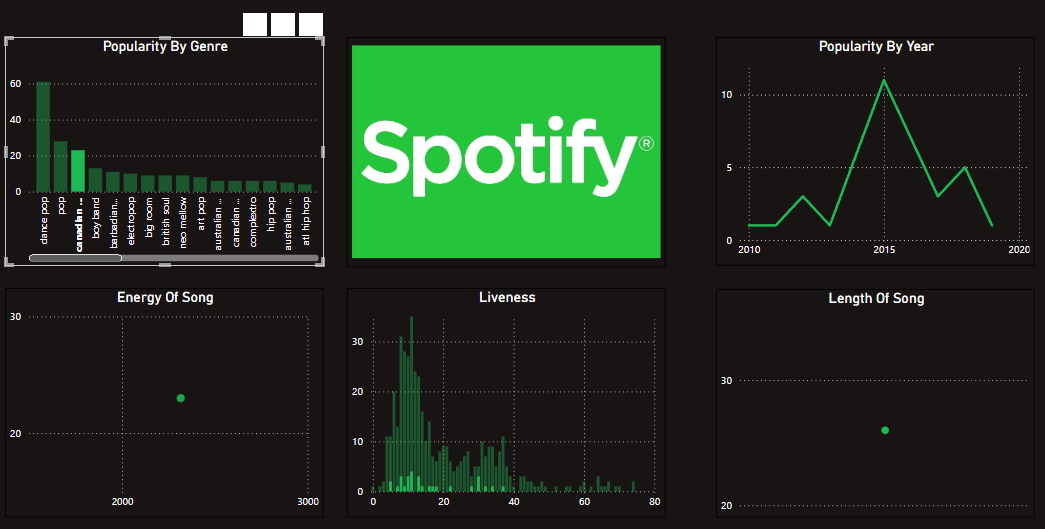 Popularity By Genre
60
40
20
0
dance pop
pop
canadian ...
boy band
barbadian...
electropop
big room
british soul
neo mellow
art pop
australian ...
canadian ...
complextro
hip pop
australian ...
atl hip hop
Spotify®
Popularity By Year
10
5
0
2010
2015
2020
Energy Of Song
30
20
2000
3000
Liveness
30
20
10
0
0
20
40
60
80
Length Of Song
30
20